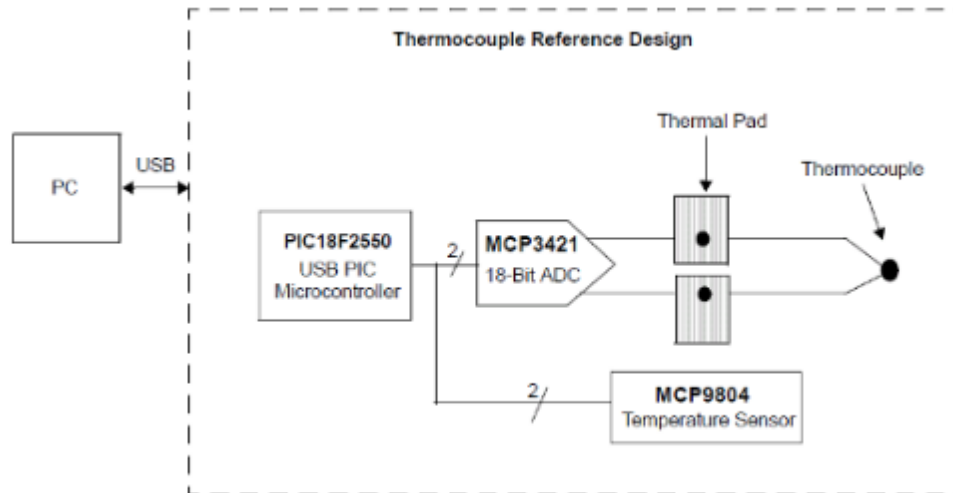 Thermocouple Reference Design
Thermal Pad
Thermocouple
USB
PC
PIC18F2550
USB PIC
Microcontroller
2
MCP3421
18-Bit ADC
2
MCP9804
Temperature Sensor